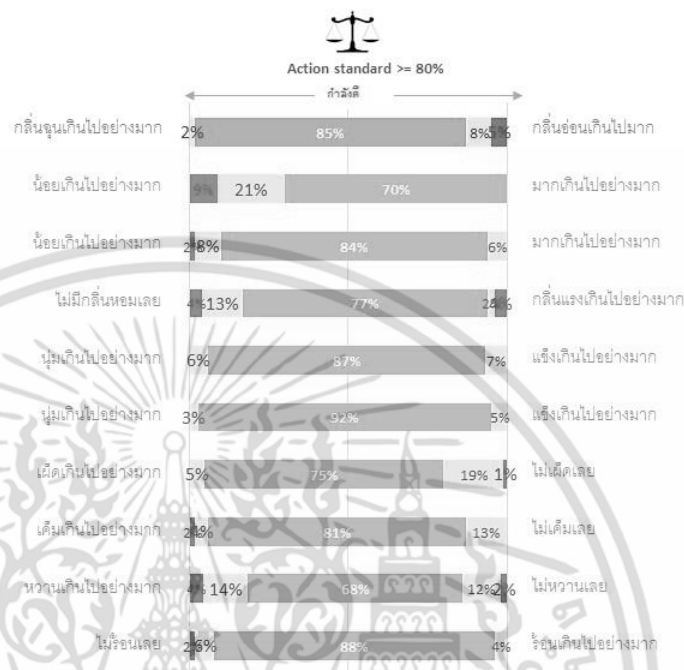 Action standard >= 80%
กำลังดี
กลิ่นฉุนเกินไปอย่างมาก 2% 85% 8% 5% กลิ่นอ่อนเกินไปมาก
น้อยเกินไปอย่างมาก 9% 21% 70% มากเกินไปอย่างมาก
น้อยเกินไปอย่างมาก 2% 8% 84% 6% มากเกินไปอย่างมาก
ไม่มีกลิ่นหอมเลย 4% 13% 77% 2% 4% กลิ่นแรงเกินไปอย่างมาก
นุ่มเกินไปอย่างมาก 6% 87% 7% แข็งเกินไปอย่างมาก
นุ่มเกินไปอย่างมาก 3% 92% 5% แข็งเกินไปอย่างมาก
เผ็ดเกินไปอย่างมาก 5% 75% 19% 1% ไม่เผ็ดเลย
เค็มเกินไปอย่างมาก 2% 4% 81% 13% ไม่เค็มเลย
หวานเกินไปอย่างมาก 4% 14% 68% 12% 2% ไม่หวานเลย
ไม่ร้อนเลย 2% 6% 88% 4% ร้อนเกินไปอย่างมาก